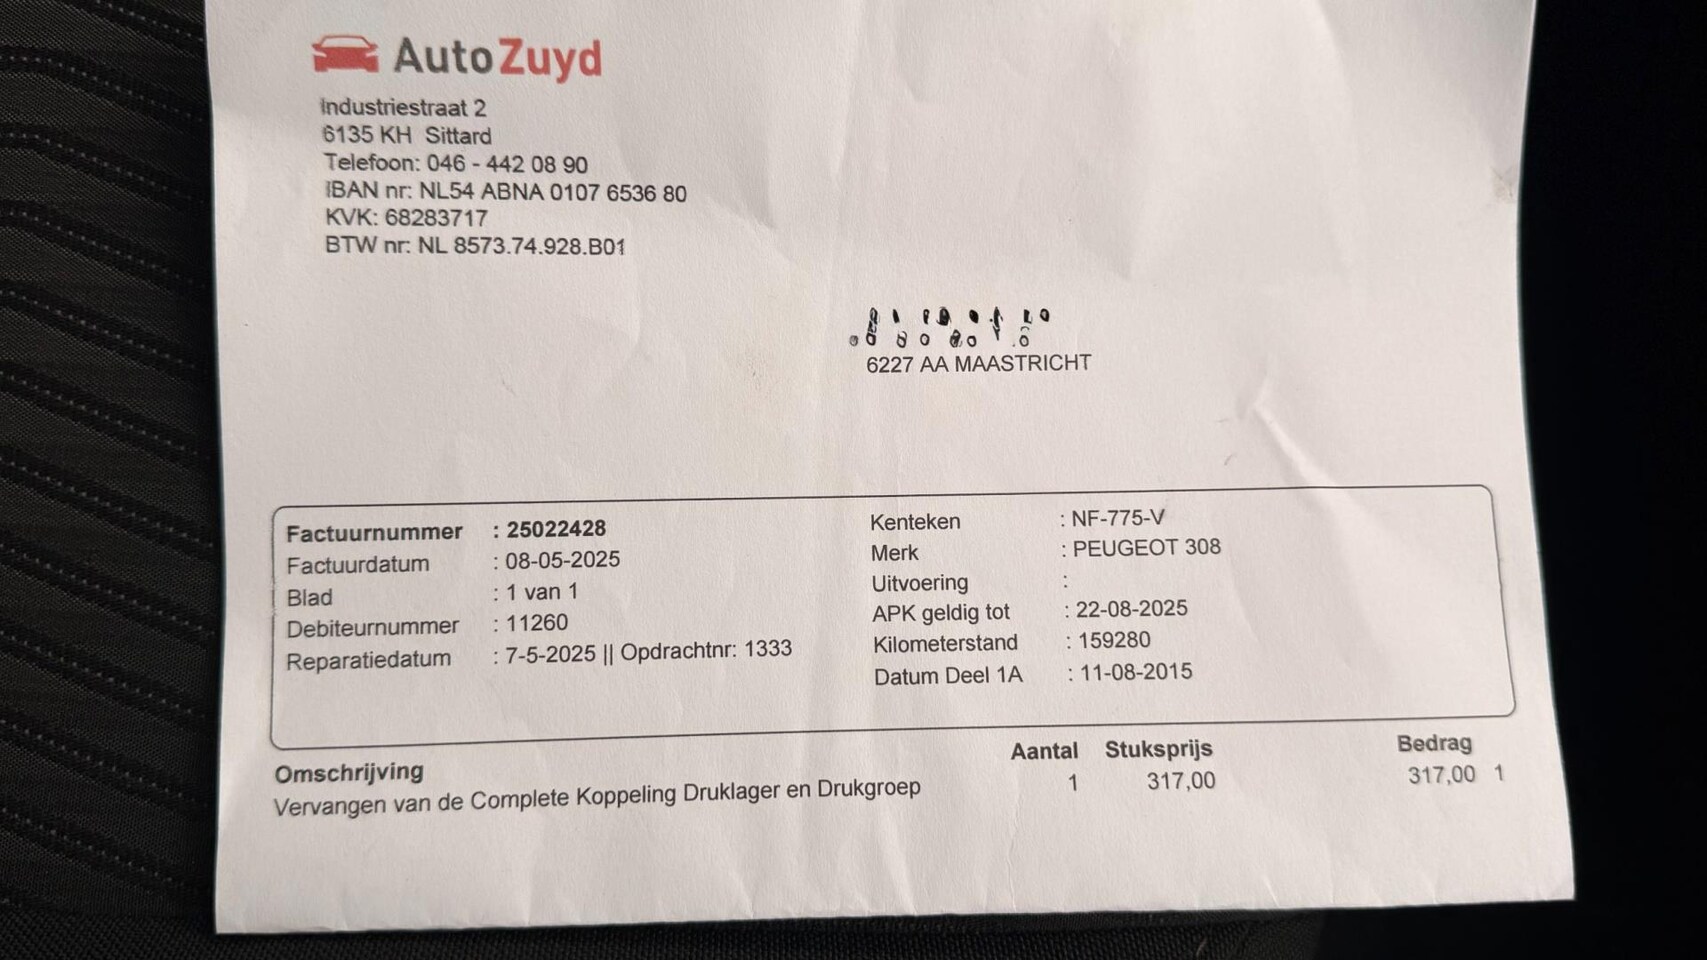 AutoZuyd
Industriestraat 2
6135 KH Sittard
Telefoon: 046 - 442 08 90
IBAN nr: NL54 ABNA 0107 6536 80
KVK: 68283717
BTW nr: NL 8573.74.928.B01
6227 AA MAASTRICHT
Factuurnummer : 25022428
Factuurdatum : 08-05-2025
Blad : 1 van 1
Debiteurnummer : 11260
Reparatiedatum : 7-5-2025 || Opdrachtnr: 1333
Kenteken : NF-775-V
Merk : PEUGEOT 308
Uitvoering :
APK geldig tot : 22-08-2025
Kilometerstand : 159280
Datum Deel 1A : 11-08-2015
Omschrijving Aantal Stuksprijs Bedrag
Vervangen van de Complete Koppeling Druklager en Drukgroep 1 317,00 317,00 1